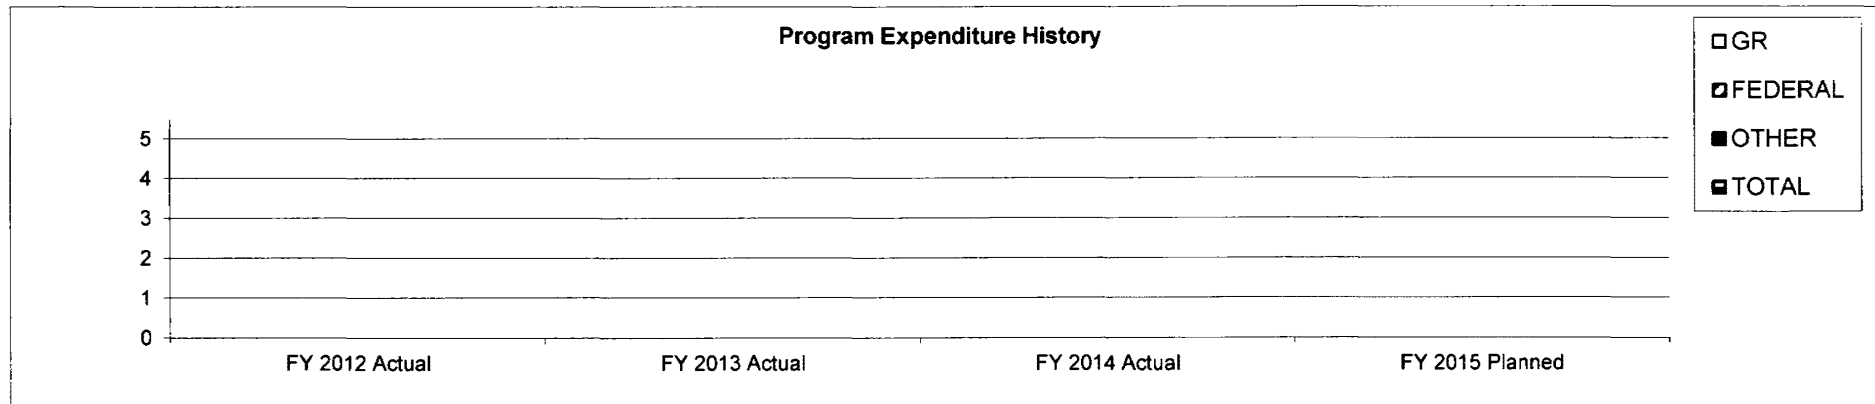 Program Expenditure History
GR
FEDERAL
OTHER
TOTAL
5
4
3
2
1
0
FY 2012 Actual
FY 2013 Actual
FY 2014 Actual
FY 2015 Planned